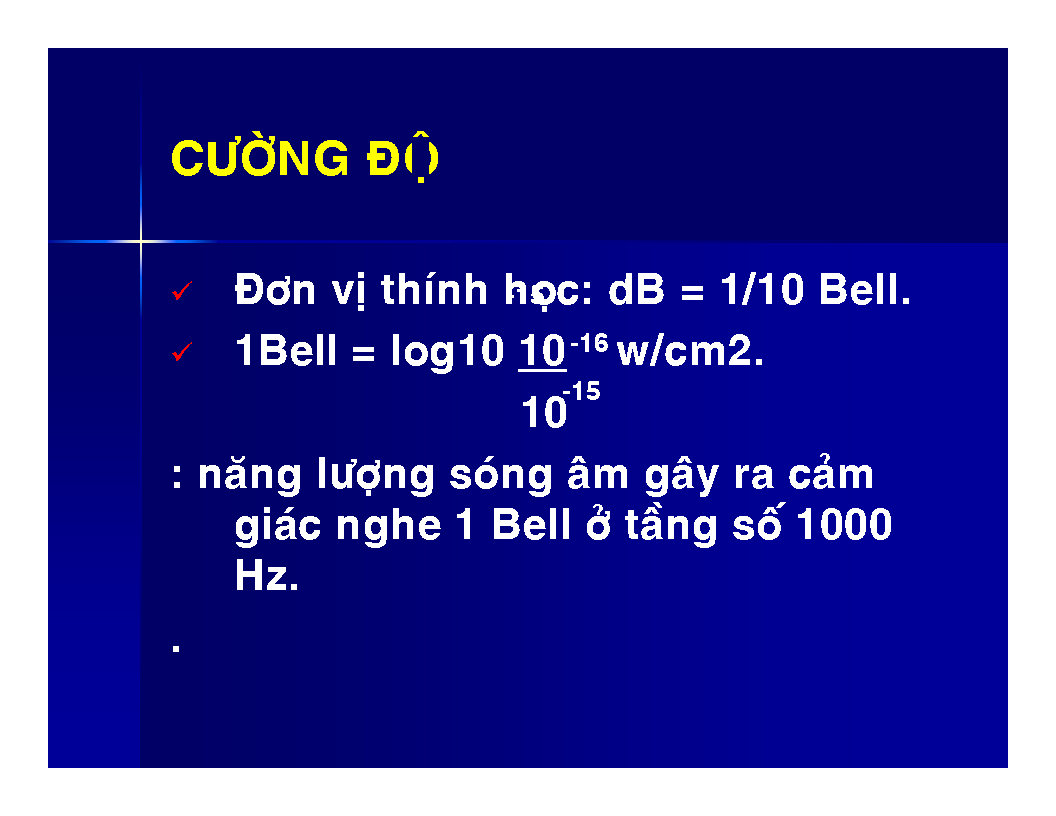 CƯỜNG ĐỘ
✓ Đơn vị thính học: dB = 1/10 Bell.
✓ 1Bell = log10 10 -16 w/cm2.
10 -15
: năng lượng sóng âm gây ra cảm
giác nghe 1 Bell ở tầng số 1000
Hz.
.